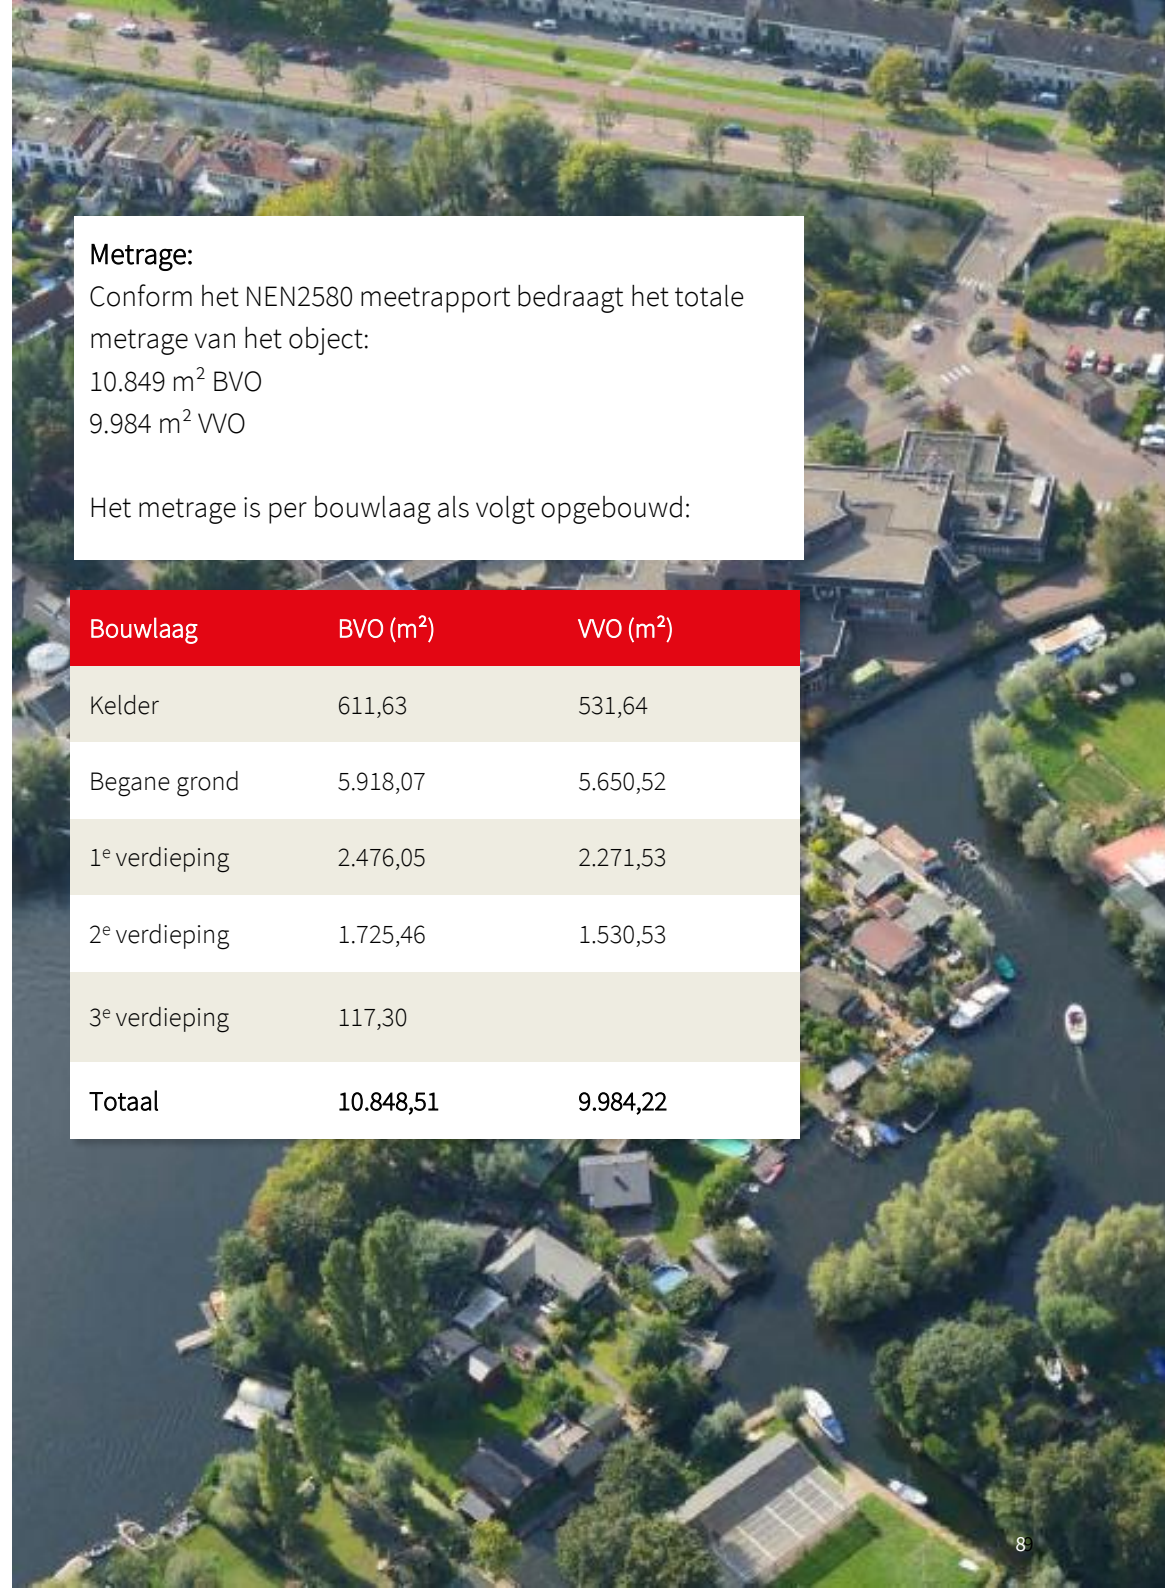 Metrage:
Conform het NEN2580 meetrapport bedraagt het totale
metrage van het object:
10.849 m² BVO
9.984 m² VVO
Het metrage is per bouwlaag als volgt opgebouwd:
Bouwlaag BVO (m²) VVO (m²)
Kelder 611,63 531,64
Begane grond 5.918,07 5.650,52
1e verdieping 2.476,05 2.271,53
2e verdieping 1.725,46 1.530,53
3e verdieping 117,30
Totaal 10.848,51 9.984,22
8